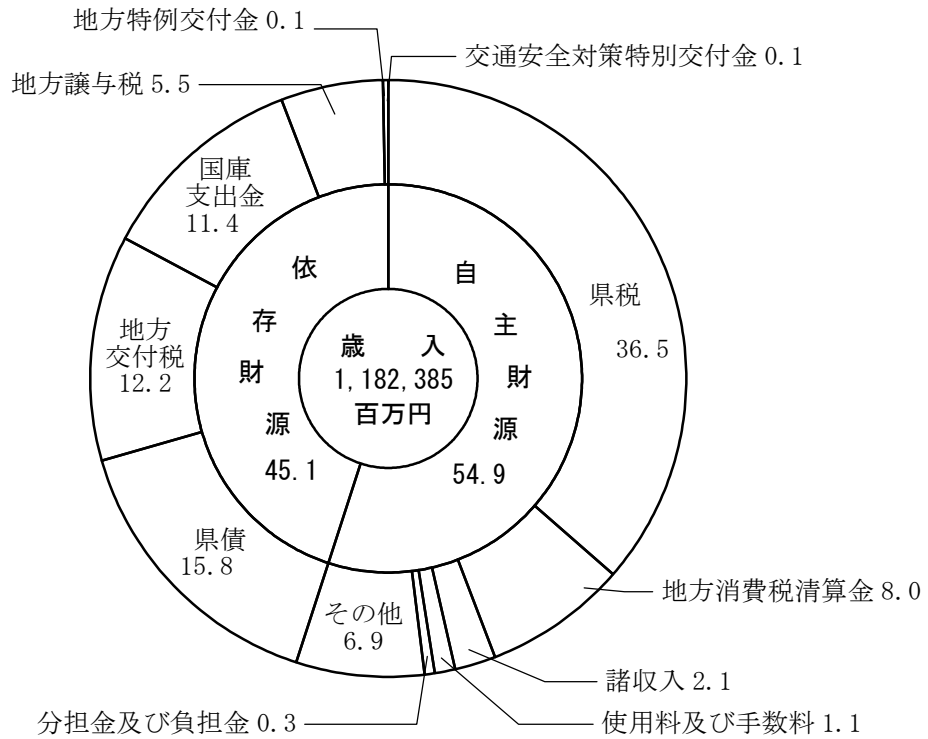 地方特例交付金 0.1
交通安全対策特別交付金 0.1
地方譲与税 5.5
国庫
支出金
11.4
地方
交付税
12.2
県債
15.8
その他
6.9
分担金及び負担金 0.3
使用料及び手数料 1.1
諸収入 2.1
地方消費税清算金 8.0
県税
36.5
依存財源
45.1
自主財源
54.9
歳 入
1,182,385
百万円